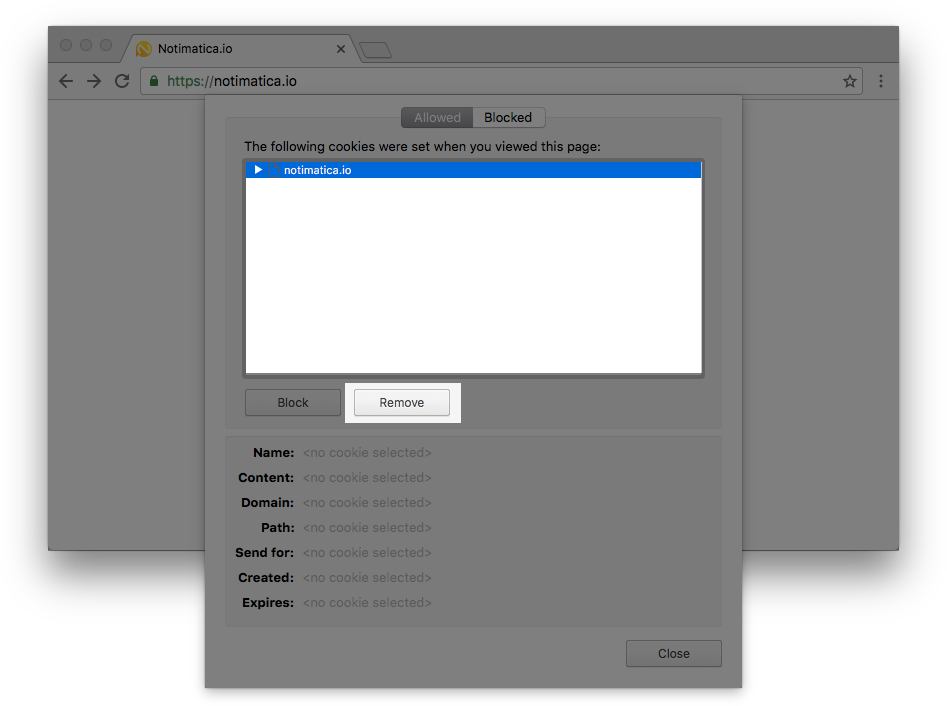 Notimatica.io
https://notimatica.io
Allowed Blocked
The following cookies were set when you viewed this page:
notimatica.io
Block Remove
Name: <no cookie selected>
Content: <no cookie selected>
Domain: <no cookie selected>
Path: <no cookie selected>
Send for: <no cookie selected>
Created: <no cookie selected>
Expires: <no cookie selected>
Close